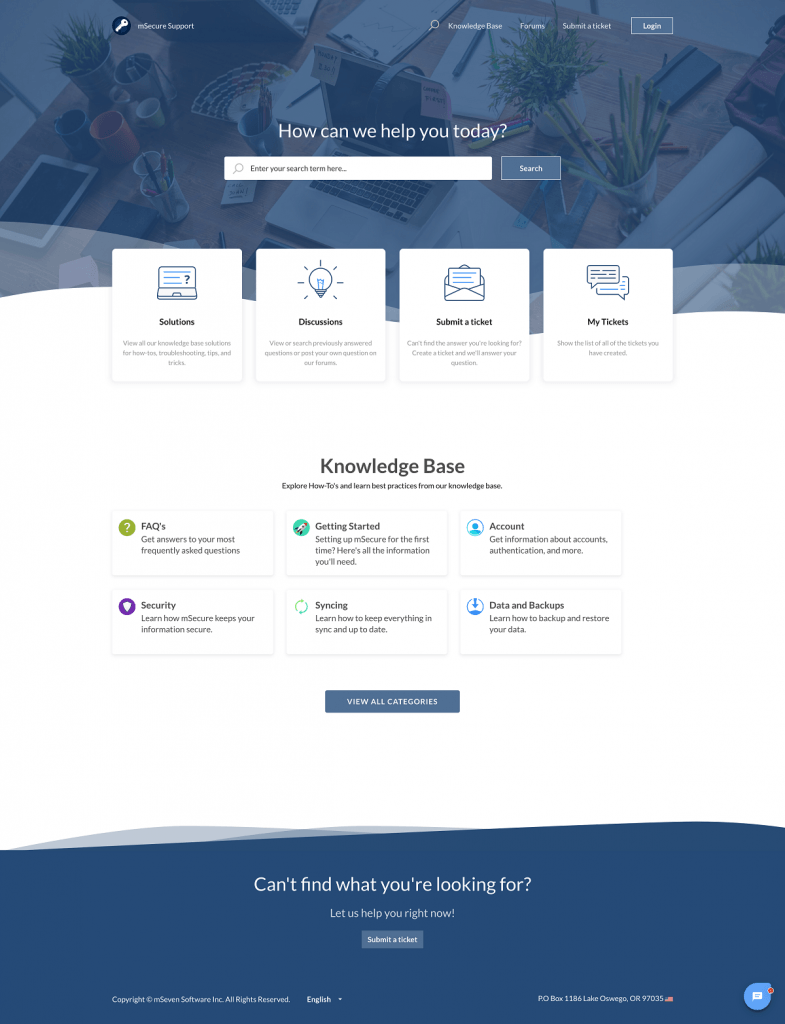 mSecure Support
Knowledge Base
Forums
Submit a ticket
Login
How can we help you today?
Enter your search term here...
Search
Solutions
View all our knowledge base solutions
for how-tos, troubleshooting, tips, and
tricks.
Discussions
View or search previously answered
questions or post your own question on
our forums.
Submit a ticket
Can't find the answer you're looking for?
Create a ticket and we'll answer your
question.
My Tickets
Show the list of all of the tickets you
have created.
Knowledge Base
Explore How-To's and learn best practices from our knowledge base.
FAQ's
Get answers to your most
frequently asked questions
Getting Started
Setting up mSecure for the first
time? Here's all the information
you'll need.
Account
Get information about accounts,
authentication, and more.
Security
Learn how mSecure keeps your
information secure.
Syncing
Learn how to keep everything in
sync and up to date.
Data and Backups
Learn how to backup and restore
your data.
VIEW ALL CATEGORIES
Can't find what you're looking for?
Let us help you right now!
Submit a ticket
Copyright © mSeven Software Inc. All Rights Reserved.
English
P.O Box 1186 Lake Oswego, OR 97035